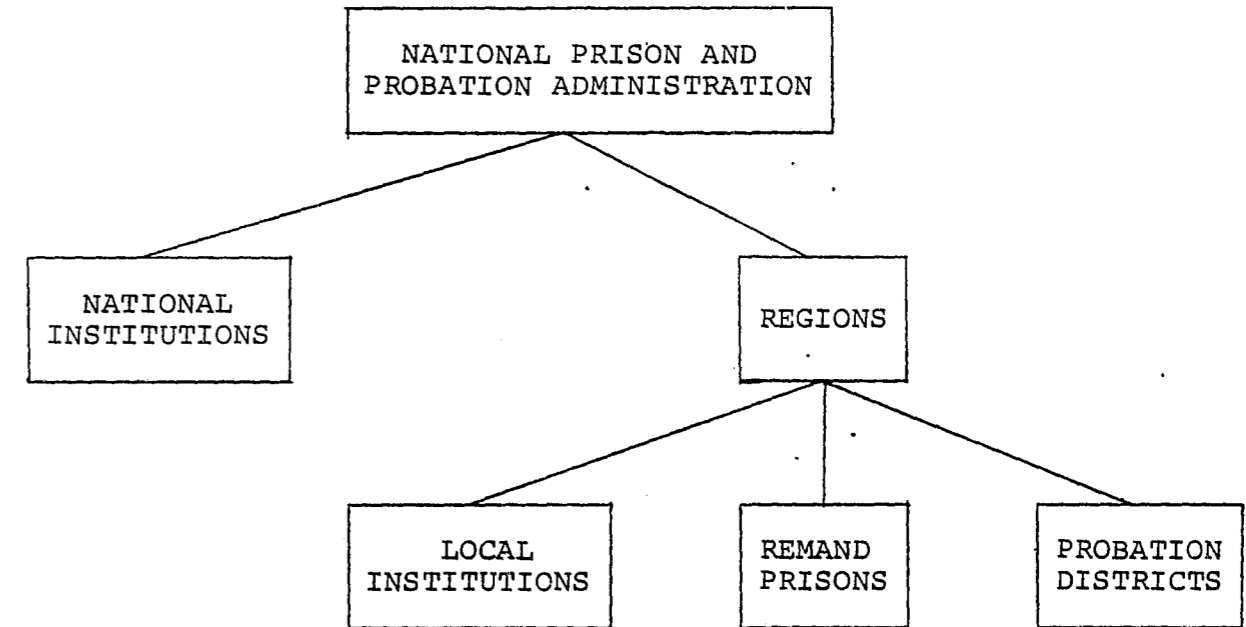 NATIONAL PRISON AND
PROBATION ADMINISTRATION
NATIONAL
INSTITUTIONS
REGIONS
LOCAL
INSTITUTIONS
REMAND
PRISONS
PROBATION
DISTRICTS